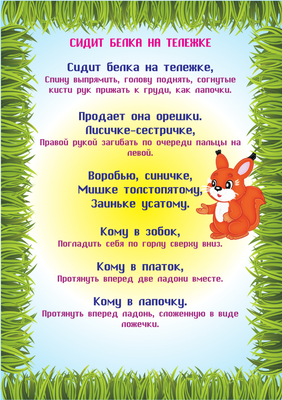 СИДИТ БЕЛКА НА ТЕЛЕЖКЕ
Сидит белка на тележке,
Спину выпрямить, голову поднять, согнутые
кисти рук прижать к груди, как лапочки.
Продает она орешки.
Лисичке-сестричке,
Правой рукой загибать по очереди пальцы на
левой.
Воробью, синичке,
Мишке толстопятому,
Заиньке усатому.
Кому в зобок,
Погладить себя по горлу сверху вниз.
Кому в платок,
Протянуть вперед две ладони вместе.
Кому в лапочку.
Протянуть вперед ладонь, сложенную в виде
ложечки.